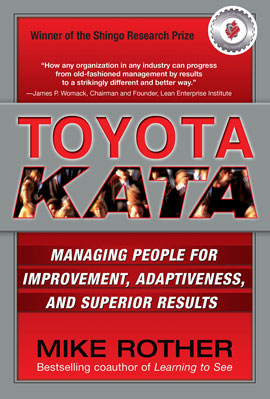 Winner of the Shingo Research Prize
"How any organization in any industry can progress
from old-fashioned management by results
to a strikingly different and better way."
—James P. Womack, Chairman and Founder, Lean Enterprise Institute
TOYOTA
KATA
MANAGING PEOPLE FOR
IMPROVEMENT, ADAPTIVENESS,
AND SUPERIOR RESULTS
MIKE ROTHER
Bestselling coauthor of Learning to See